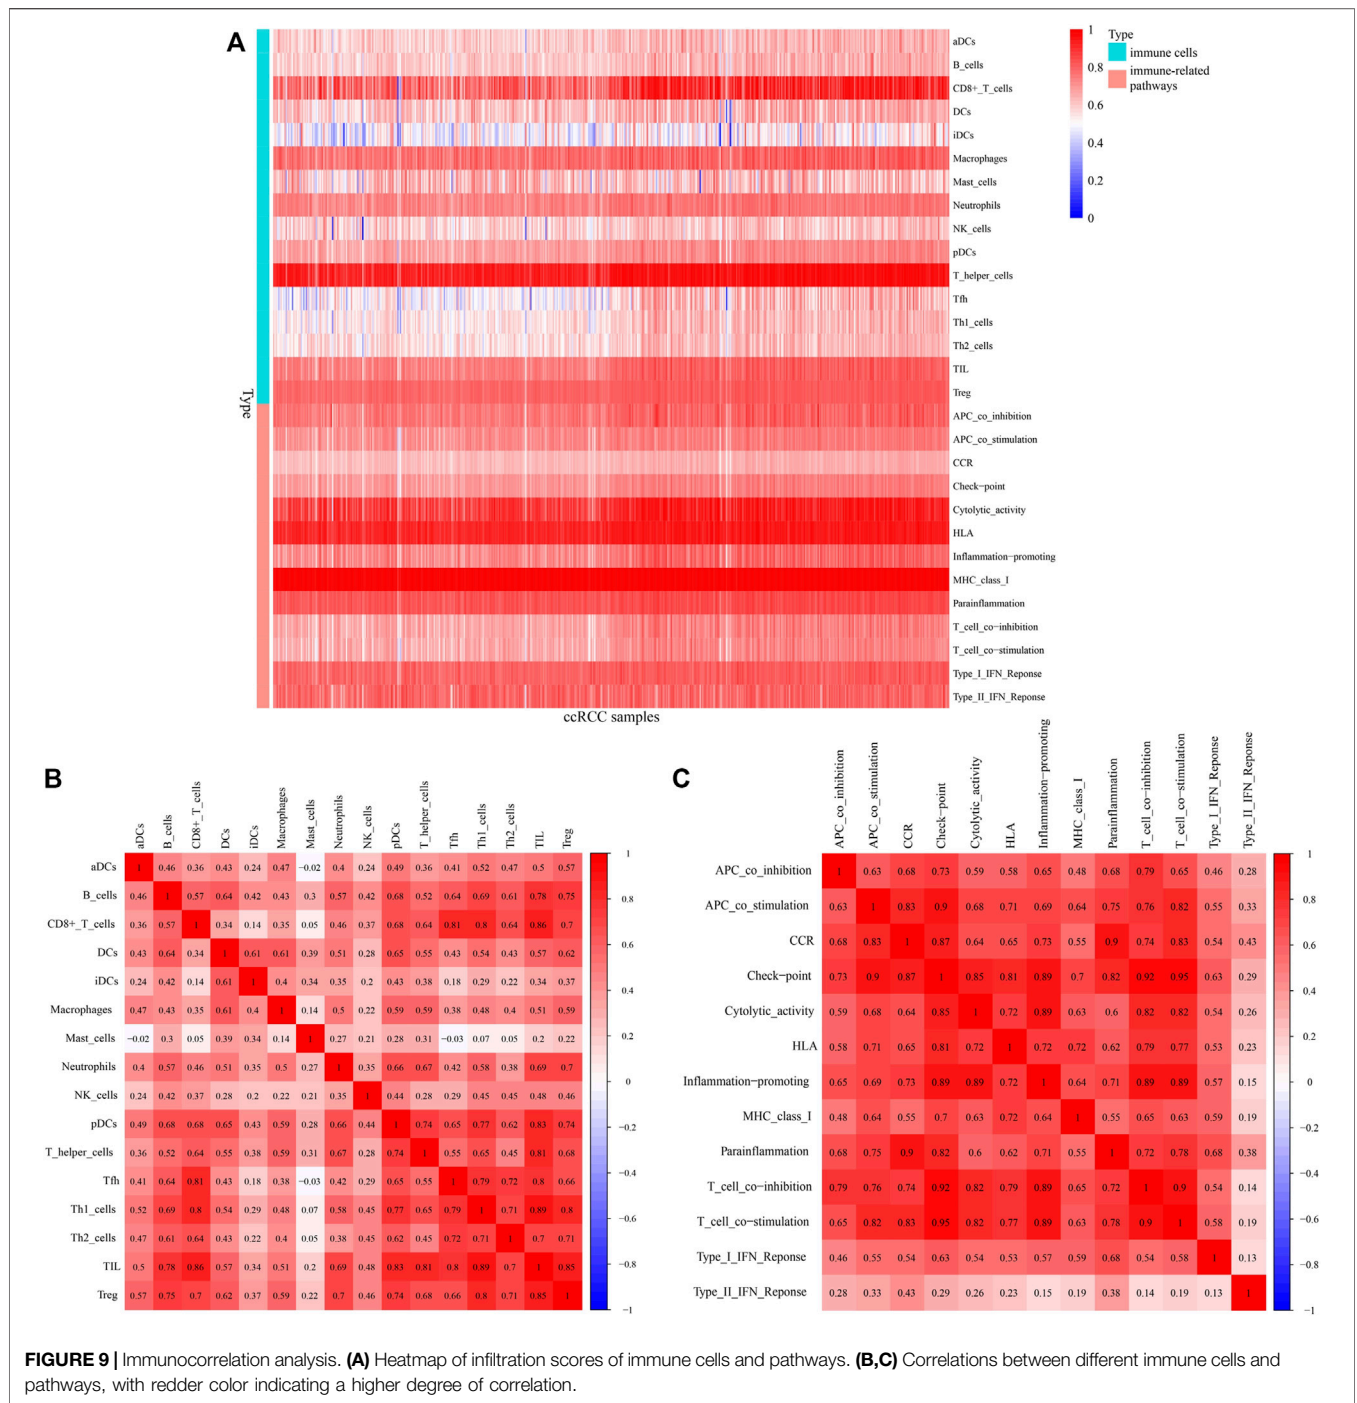 A
aDCs
B_cells
CD8+_T_cells
DCs
iDCs
Macrophages
Mast_cells
Neutrophils
NK_cells
pDCs
T_helper_cells
Tfh
Th1_cells
Th2_cells
TIL
Treg
APC_co_inhibition
APC_co_stimulation
CCR
Check−point
Cytolytic_activity
HLA
Inflammation−promoting
MHC_class_I
Parainflammation
T_cell_co−inhibition
T_cell_co−stimulation
Type_I_IFN_Reponse
Type_II_IFN_Reponse
Type
ccRCC samples
1
0.8
0.6
0.4
0.2
0
Type
immune cells
immune−related
pathways
B
aDCs B_cells CD8+_T_cells DCs iDCs Macrophages Mast_cells Neutrophils NK_cells pDCs T_helper_cells Tfh Th1_cells Th2_cells TIL Treg
aDCs 1 0.46 0.36 0.43 0.24 0.47 −0.02 0.4 0.24 0.49 0.36 0.41 0.52 0.47 0.5 0.57
B_cells 0.46 1 0.57 0.64 0.42 0.43 0.3 0.57 0.42 0.68 0.52 0.64 0.69 0.61 0.78 0.75
CD8+_T_cells 0.36 0.57 1 0.34 0.14 0.35 0.05 0.46 0.37 0.68 0.64 0.81 0.8 0.64 0.86 0.7
DCs 0.43 0.64 0.34 1 0.61 0.61 0.39 0.51 0.28 0.65 0.55 0.43 0.54 0.43 0.57 0.62
iDCs 0.24 0.42 0.14 0.61 1 0.4 0.34 0.35 0.2 0.43 0.38 0.18 0.29 0.22 0.34 0.37
Macrophages 0.47 0.43 0.35 0.61 0.4 1 0.14 0.5 0.22 0.59 0.59 0.38 0.48 0.4 0.51 0.59
Mast_cells −0.02 0.3 0.05 0.39 0.34 0.14 1 0.27 0.21 0.28 0.31 −0.03 0.07 0.05 0.2 0.22
Neutrophils 0.4 0.57 0.46 0.51 0.35 0.5 0.27 1 0.35 0.66 0.67 0.42 0.58 0.38 0.69 0.7
NK_cells 0.24 0.42 0.37 0.28 0.2 0.22 0.21 0.35 1 0.44 0.28 0.29 0.45 0.45 0.48 0.46
pDCs 0.49 0.68 0.68 0.65 0.43 0.59 0.28 0.66 0.44 1 0.74 0.65 0.77 0.62 0.83 0.74
T_helper_cells 0.36 0.52 0.64 0.55 0.38 0.59 0.31 0.67 0.28 0.74 1 0.55 0.65 0.45 0.81 0.68
Tfh 0.41 0.64 0.81 0.43 0.18 0.38 −0.03 0.42 0.29 0.65 0.55 1 0.79 0.72 0.8 0.66
Th1_cells 0.52 0.69 0.8 0.54 0.29 0.48 0.07 0.58 0.45 0.77 0.65 0.79 1 0.71 0.89 0.8
Th2_cells 0.47 0.61 0.64 0.43 0.22 0.4 0.05 0.38 0.45 0.62 0.45 0.72 0.71 1 0.7 0.71
TIL 0.5 0.78 0.86 0.57 0.34 0.51 0.2 0.69 0.48 0.83 0.81 0.8 0.89 0.7 1 0.85
Treg 0.57 0.75 0.7 0.62 0.37 0.59 0.22 0.7 0.46 0.74 0.68 0.66 0.8 0.71 0.85 1
1
0.8
0.6
0.4
0.2
0
−0.2
−0.4
−0.6
−0.8
−1
C
APC_co_inhibition APC_co_stimulation CCR Check−point Cytolytic_activity HLA Inflammation−promoting MHC_class_I Parainflammation T_cell_co−inhibition T_cell_co−stimulation Type_I_IFN_Reponse Type_II_IFN_Reponse
APC_co_inhibition 1 0.63 0.68 0.73 0.59 0.58 0.65 0.48 0.68 0.79 0.65 0.46 0.28
APC_co_stimulation 0.63 1 0.83 0.9 0.68 0.71 0.69 0.64 0.75 0.76 0.82 0.55 0.33
CCR 0.68 0.83 1 0.87 0.64 0.65 0.73 0.55 0.9 0.74 0.83 0.54 0.43
Check−point 0.73 0.9 0.87 1 0.85 0.81 0.89 0.7 0.82 0.92 0.95 0.63 0.29
Cytolytic_activity 0.59 0.68 0.64 0.85 1 0.72 0.89 0.63 0.6 0.82 0.82 0.54 0.26
HLA 0.58 0.71 0.65 0.81 0.72 1 0.72 0.72 0.62 0.79 0.77 0.53 0.23
Inflammation−promoting 0.65 0.69 0.73 0.89 0.89 0.72 1 0.64 0.71 0.89 0.89 0.57 0.15
MHC_class_I 0.48 0.64 0.55 0.7 0.63 0.72 0.64 1 0.55 0.65 0.63 0.59 0.19
Parainflammation 0.68 0.75 0.9 0.82 0.6 0.62 0.71 0.55 1 0.72 0.78 0.68 0.38
T_cell_co−inhibition 0.79 0.76 0.74 0.92 0.82 0.79 0.89 0.65 0.72 1 0.9 0.54 0.14
T_cell_co−stimulation 0.65 0.82 0.83 0.95 0.82 0.77 0.89 0.63 0.78 0.9 1 0.58 0.19
Type_I_IFN_Reponse 0.46 0.55 0.54 0.63 0.54 0.53 0.57 0.59 0.68 0.54 0.58 1 0.13
Type_II_IFN_Reponse 0.28 0.33 0.43 0.29 0.26 0.23 0.15 0.19 0.38 0.14 0.19 0.13 1
1
0.8
0.6
0.4
0.2
0
−0.2
−0.4
−0.6
−0.8
−1
FIGURE 9 | Immunocorrelation analysis. (A) Heatmap of infiltration scores of immune cells and pathways. (B,C) Correlations between different immune cells and
pathways, with redder color indicating a higher degree of correlation.